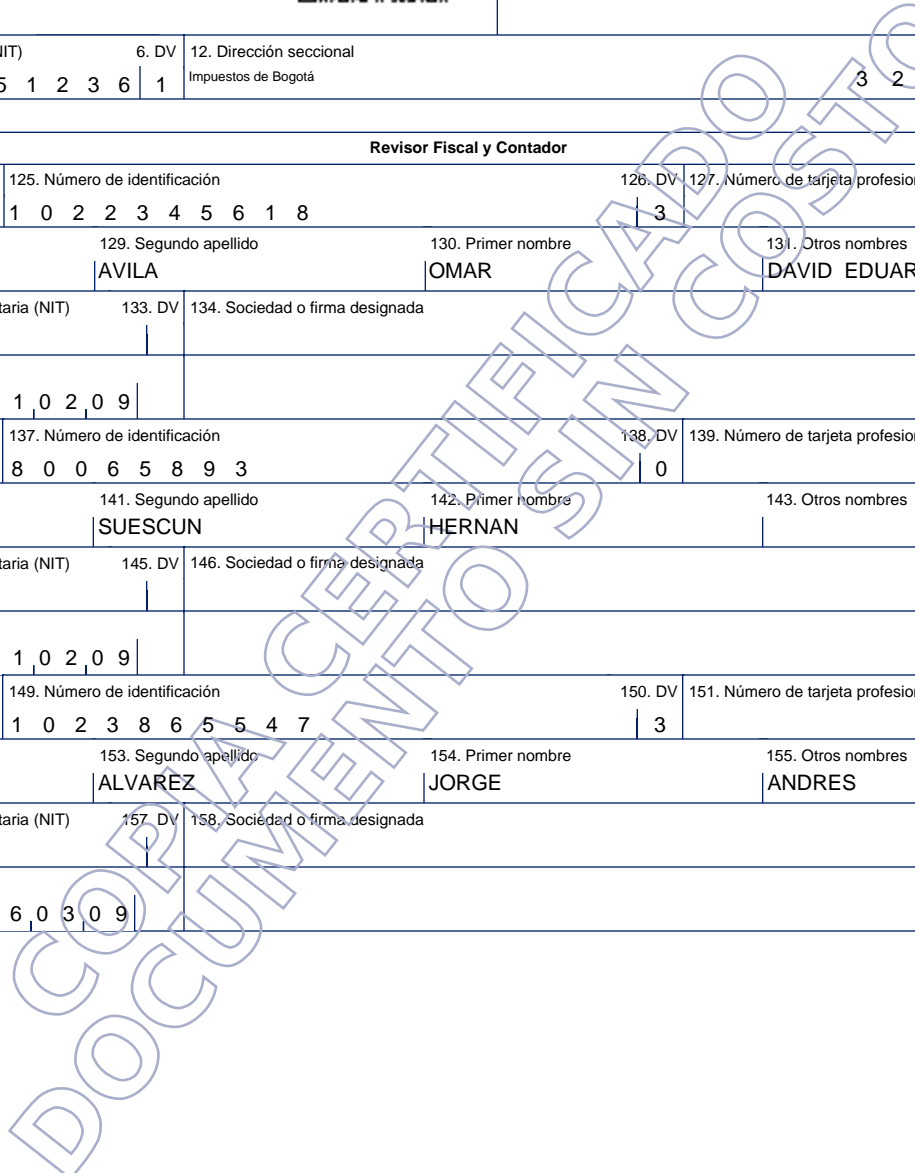 NIT) 6. DV 12. Dirección seccional
5 1 2 3 6 1 Impuestos de Bogotá 3 2
Revisor Fiscal y Contador
125. Número de identificación 126. DV 127. Número de tarjeta profesion
1 0 2 2 3 4 5 6 1 8 3
129. Segundo apellido 130. Primer nombre 131. Otros nombres
AVILA OMAR DAVID EDUAR
taria (NIT) 133. DV 134. Sociedad o firma designada
1 0 2 0 9
137. Número de identificación 138. DV 139. Número de tarjeta profesion
8 0 0 6 5 8 9 3 0
141. Segundo apellido 142. Primer nombre 143. Otros nombres
SUESCUN HERNAN
taria (NIT) 145. DV 146. Sociedad o firma designada
1 0 2 0 9
149. Número de identificación 150. DV 151. Número de tarjeta profesion
1 0 2 3 8 6 5 5 4 7 3
153. Segundo apellido 154. Primer nombre 155. Otros nombres
ALVAREZ JORGE ANDRES
taria (NIT) 157. DV 158. Sociedad o firma designada
6 0 3 0 9
COPIA CERTIFICADO
DOCUMENTO SIN COSTO